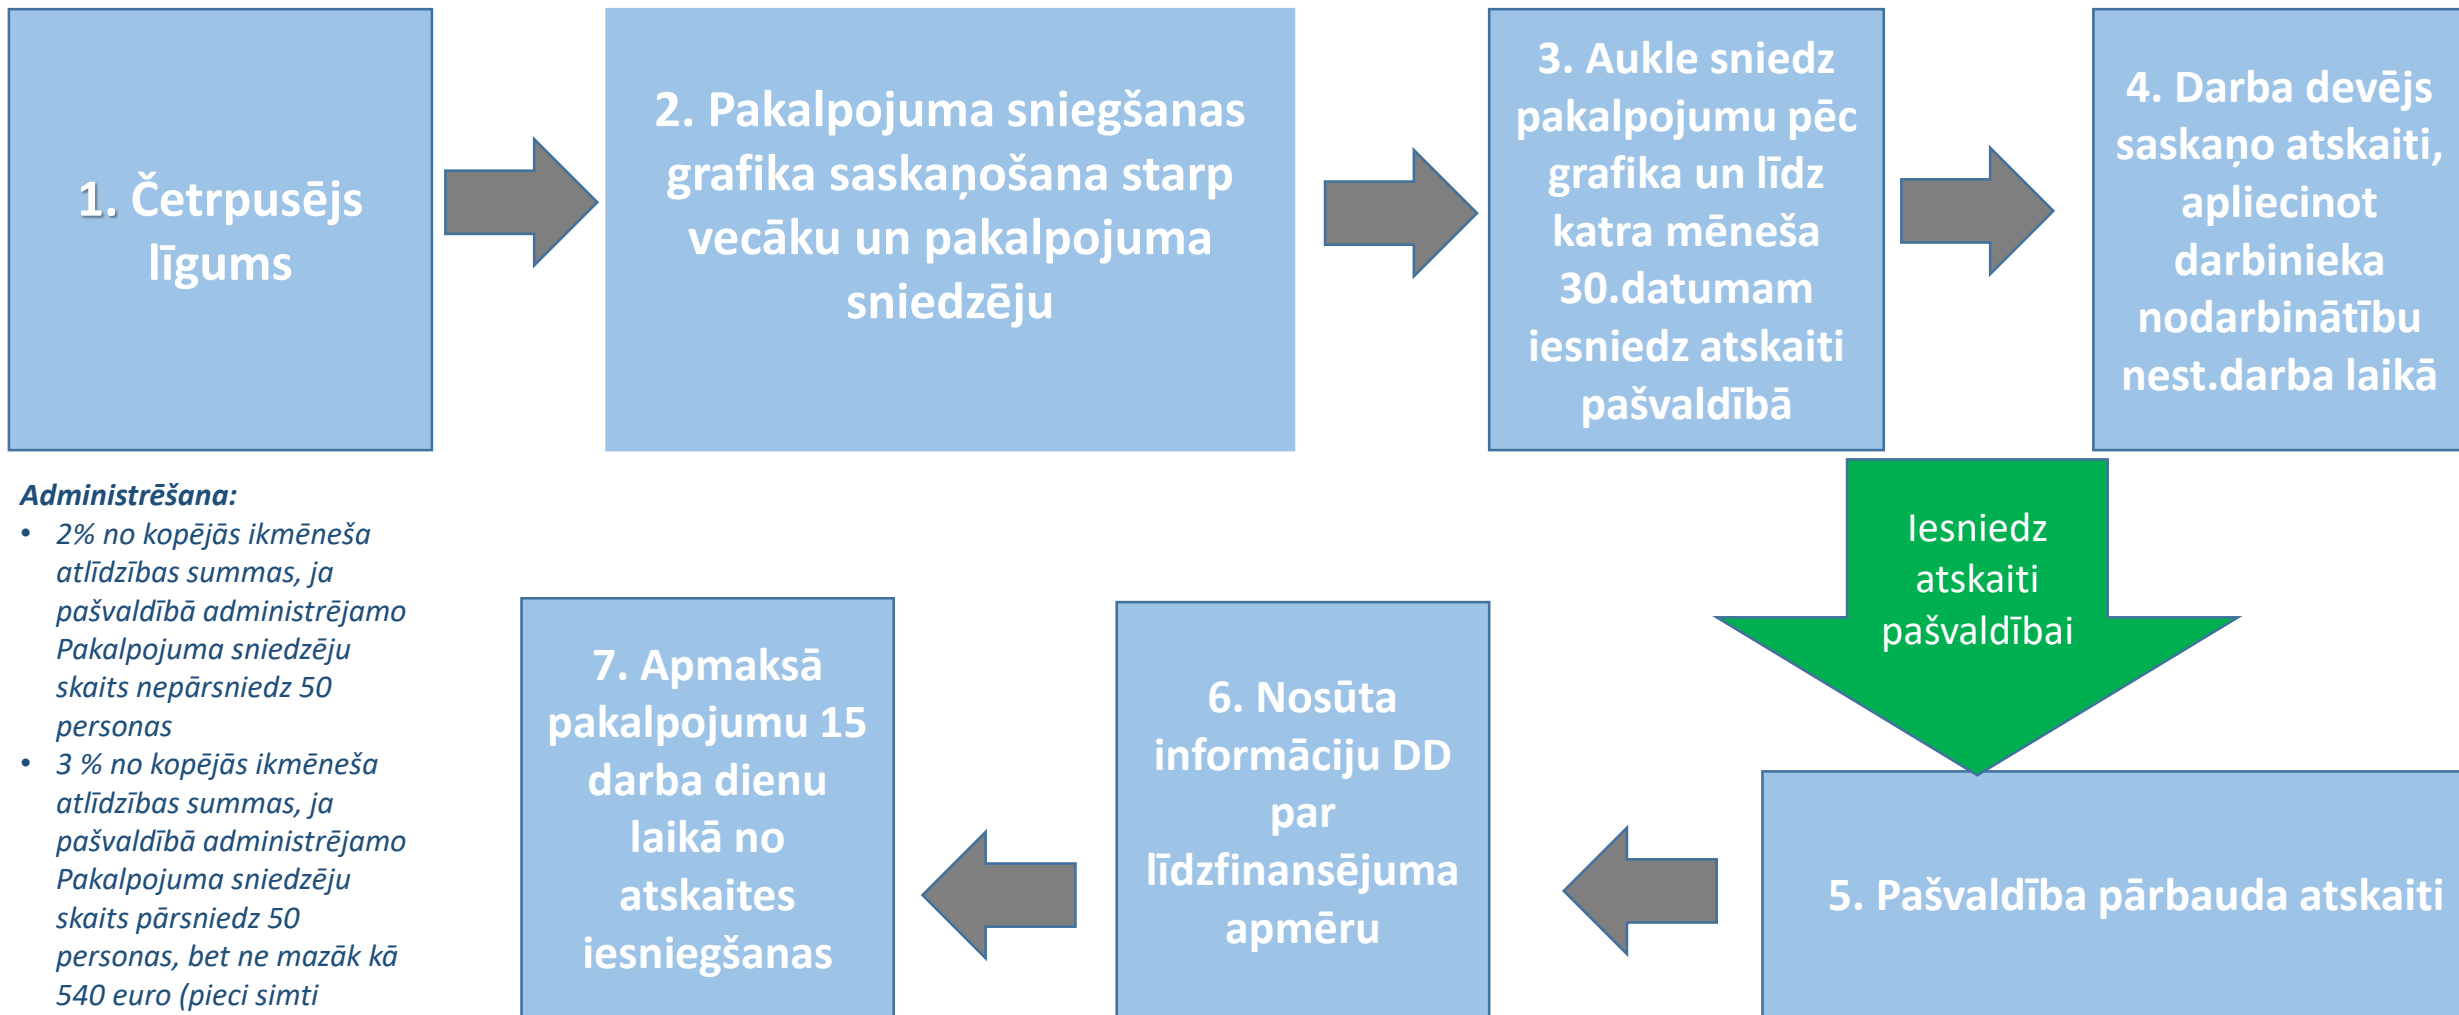 1. Četrpusējs
līgums
2. Pakalpojuma sniegšanas
grafika saskaņošana starp
vecāku un pakalpojuma
sniedzēju
3. Aukle sniedz
pakalpojumu pēc
grafika un līdz
katra mēneša
30.datumam
iesniedz atskaiti
pašvaldībā
4. Darba devējs
saskaņo atskaiti,
apliecinot
darbinieka
nodarbinātību
nest.darba laikā
Iesniedz
atskaiti
pašvaldībai
5. Pašvaldība pārbauda atskaiti
6. Nosūta
informāciju DD
par
līdzfinansējuma
apmēru
7. Apmaksā
pakalpojumu 15
darba dienu
laikā no
atskaites
iesniegšanas
Administrēšana:
• 2% no kopējās ikmēneša
atlīdzības summas, ja
pašvaldībā administrējamo
Pakalpojuma sniedzēju
skaits nepārsniedz 50
personas
• 3 % no kopējās ikmēneša
atlīdzības summas, ja
pašvaldībā administrējamo
Pakalpojuma sniedzēju
skaits pārsniedz 50
personas, bet ne mazāk kā
540 euro (pieci simti